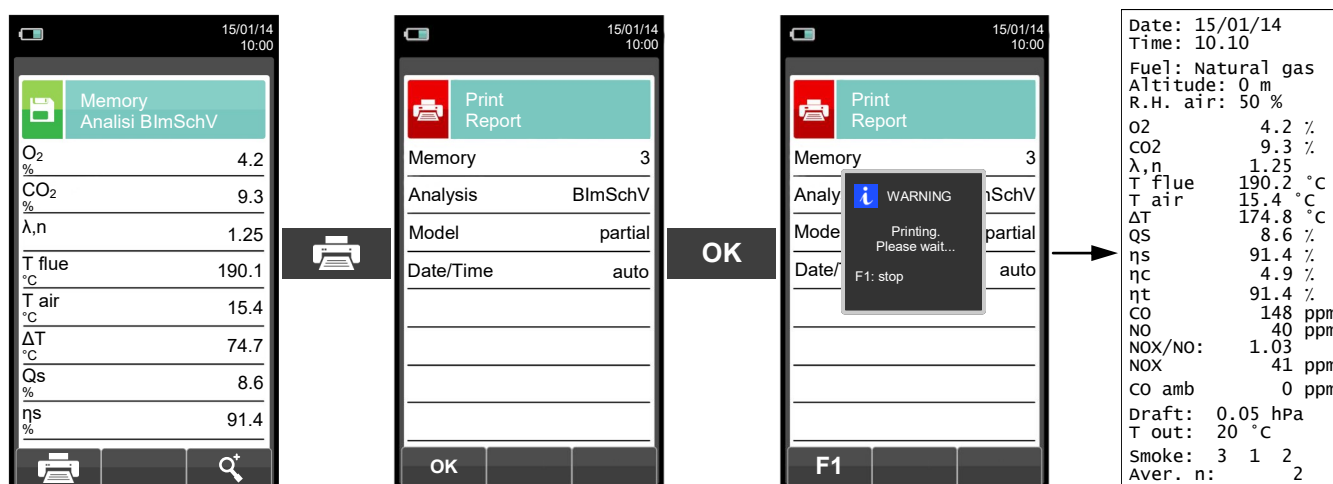 15/01/14
10:00
Memory
Analisi BImSchV
O2 4.2
%
CO2 9.3
%
λ,n 1.25
T flue 190.1
°C
T air 15.4
°C
ΔT 74.7
°C
Qs 8.6
%
ηs 91.4
%
15/01/14
10:00
Print
Report
Memory 3
Analysis BImSchV
Model partial
Date/Time auto
OK
OK
15/01/14
10:00
Print
Report
Memory 3
Analy mSchV
Mode partial
Date/ auto
i WARNING
Printing.
Please wait...
F1: stop
F1
Date: 15/01/14
Time: 10.10
Fuel: Natural gas
Altitude: 0 m
R.H. air: 50 %
O2 4.2 %
CO2 9.3 %
λ,n 1.25
T flue 190.2 °C
T air 15.4 °C
ΔT 174.8 °C
QS 8.6 %
ηs 91.4 %
ηc 4.9 %
ηt 91.4 %
CO 148 ppm
NO 40 ppm
NOX/NO: 1.03
NOX 41 ppm
CO amb 0 ppm
Draft: 0.05 hPa
T out: 20 °C
Smoke: 3 1 2
Aver. n: 2